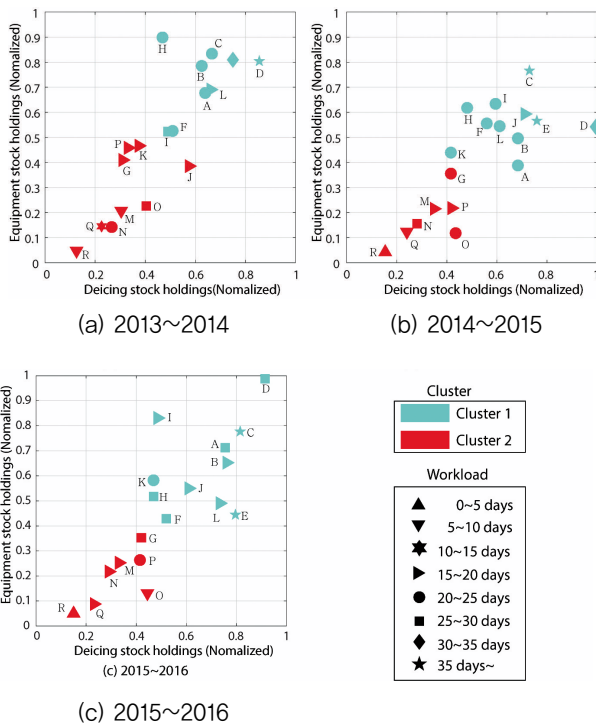 Equipment stock holdings (Nomalized)
1
0.9
0.8
0.7
0.6
0.5
0.4
0.3
0.2
0.1
0
H
C
B
D
A
L
F
I
P
K
G
J
O
M
Q
N
R
0.2
0.4
0.6
0.8
1
Deicing stock holdings(Nomalized)
(a) 2013~2014
Equipment stock holdings (Nomalized)
1
0.9
0.8
0.7
0.6
0.5
0.4
0.3
0.2
0.1
0
C
I
H
J
E
D
F
L
B
K
A
G
M
P
N
Q
O
R
0.2
0.4
0.6
0.8
1
Deicing stock holdings (Nomalized)
(b) 2014~2015
Equipment stock holdings (Nomalized)
1
0.9
0.8
0.7
0.6
0.5
0.4
0.3
0.2
0.1
0
D
I
C
A
B
K
J
H
L
E
F
G
P
M
N
O
Q
R
0.2
0.4
0.6
0.8
1
Deicing stock holdings (Nomalized)
(c) 2015~2016
(c) 2015~2016
Cluster
Cluster 1
Cluster 2
Workload
0~5 days
5~10 days
10~15 days
15~20 days
20~25 days
25~30 days
30~35 days
35 days~